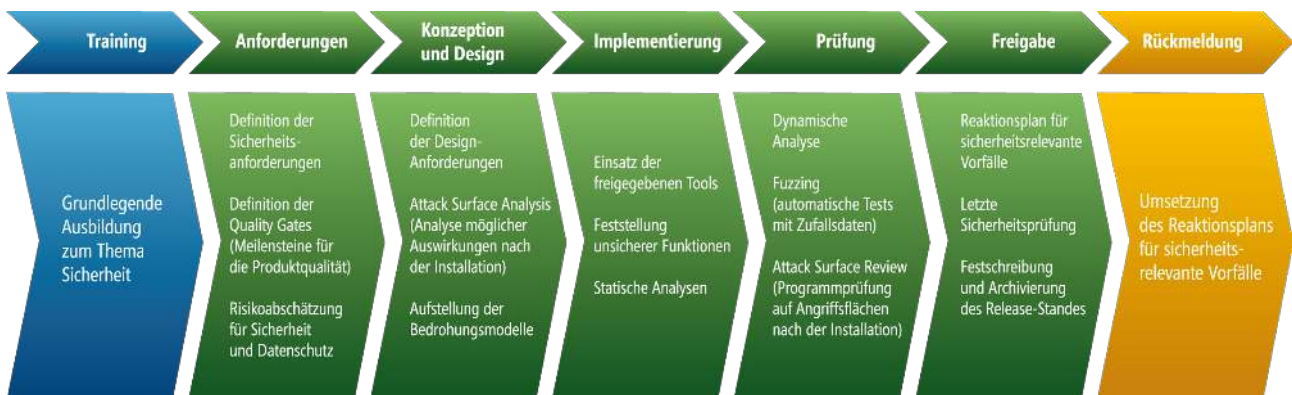 Training
Anforderungen
Konzeption
und Design
Implementierung
Prüfung
Freigabe
Rückmeldung
Grundlegende
Ausbildung
zum Thema
Sicherheit
Definition der
Sicherheits-
anforderungen
Definition der
Quality Gates
(Meilensteine für
die Produktqualität)
Risikoabschätzung
für Sicherheit
und Datenschutz
Definition
der Design-
Anforderungen
Attack Surface Analysis
(Analyse möglicher
Auswirkungen nach
der Installation)
Aufstellung der
Bedrohungsmodelle
Einsatz der
freigegebenen Tools
Feststellung
unsicherer Funktionen
Statische Analysen
Dynamische
Analyse
Fuzzing
(automatische Tests
mit Zufallsdaten)
Attack Surface Review
(Programmprüfung
auf Angriffsflächen
nach der Installation)
Reaktionsplan für
sicherheitsrelevante
Vorfälle
Letzte
Sicherheitsprüfung
Festschreibung
und Archivierung
des Release-Standes
Umsetzung
des Reaktionsplans
für sicherheits-
relevante Vorfälle